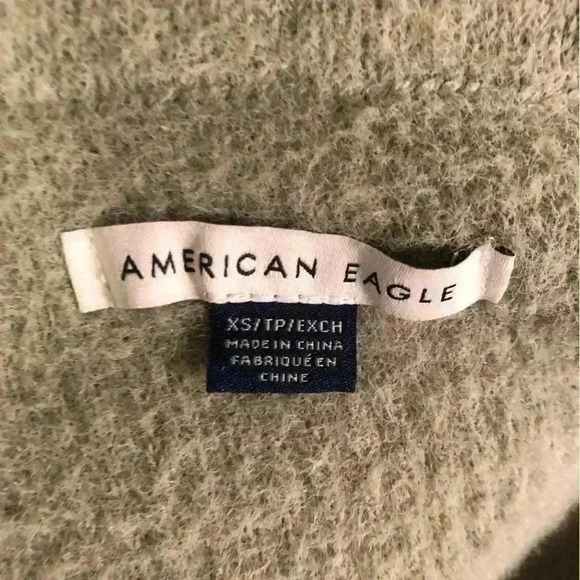 AMERICAN EAGLE
XS/TP/EXCH
MADE IN CHINA
FABRIQUÉ EN
CHINE